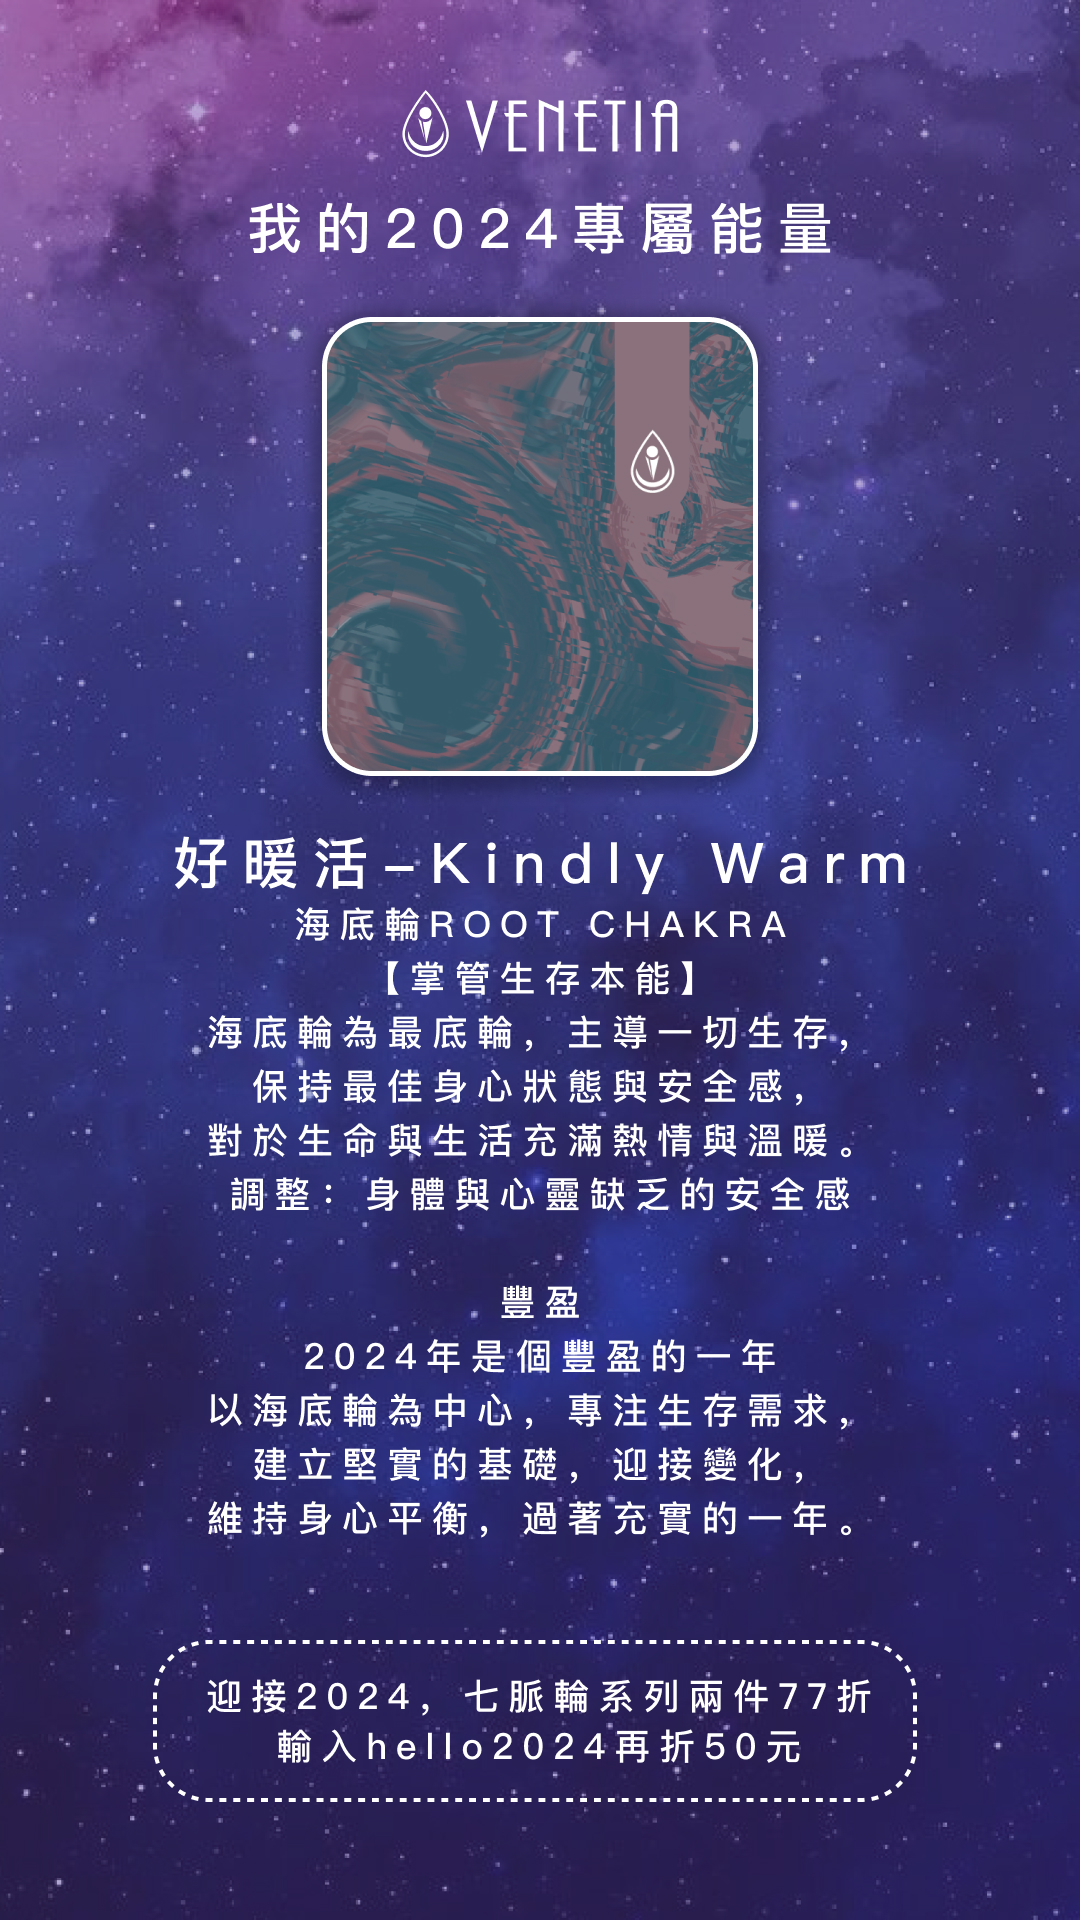 VENETIA
我的2024專屬能量
好暖活–Kindly Warm
海底輪ROOT CHAKRA
【掌管生存本能】
海底輪為最底輪，主導一切生存，
保持最佳身心狀態與安全感，
對於生命與生活充滿熱情與溫暖。
調整：身體與心靈缺乏的安全感
豐盈
2024年是個豐盈的一年
以海底輪為中心，專注生存需求，
建立堅實的基礎，迎接變化，
維持身心平衡，過著充實的一年。
迎接2024，七脈輪系列兩件77折
輸入hello2024再折50元